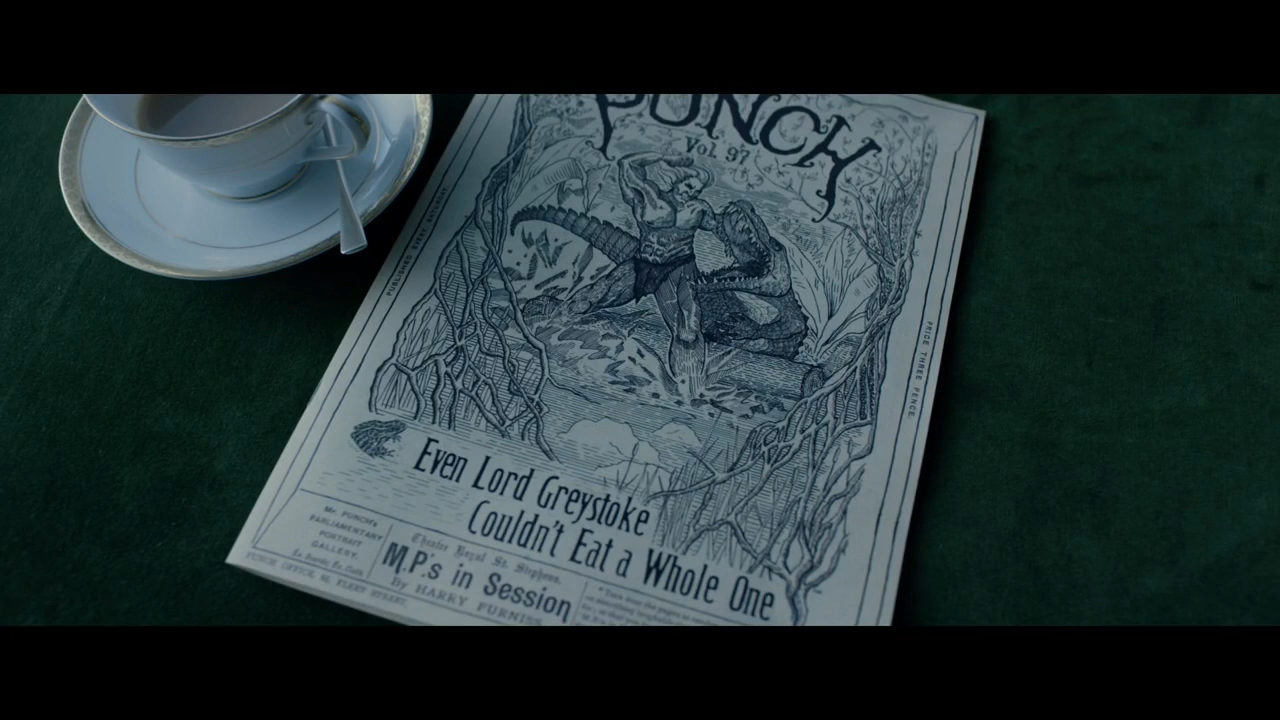 PUNCH
Vol. 97
PUBLISHED EVERY SATURDAY
PRICE THREE PENCE
Even Lord Greystoke
Couldn't Eat a Whole One
Mr. PUNCH's
PARLIAMENTARY
PORTRAIT
GALLERY.
Theatre Royal St. Stephens.
M.P.'s in Session
By HARRY FURNISS
PUNCH OFFICE, 85, FLEET STREET.